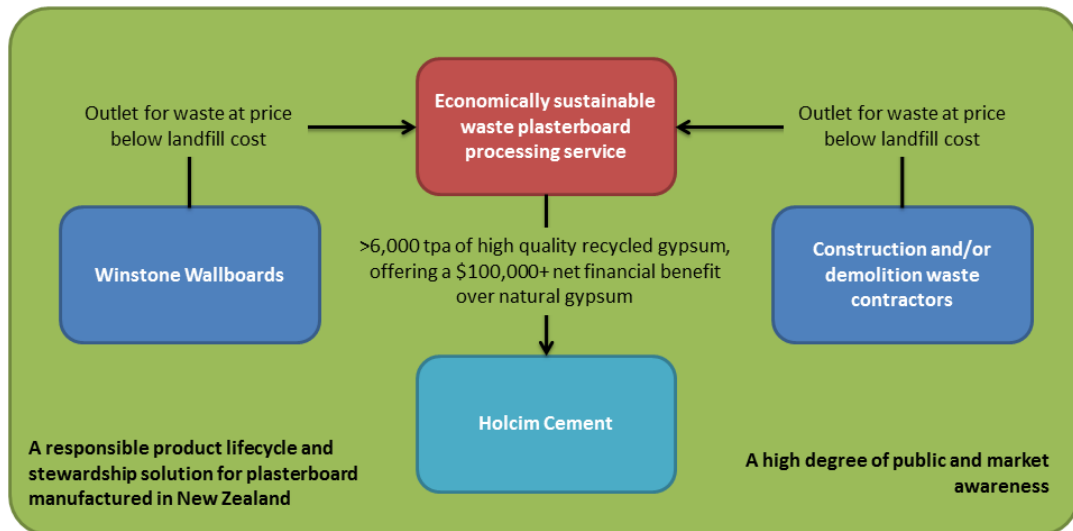 Outlet for waste at price
below landfill cost
Economically sustainable
waste plasterboard
processing service
Outlet for waste at price
below landfill cost
Winstone Wallboards
>6,000 tpa of high quality recycled gypsum,
offering a $100,000+ net financial benefit
over natural gypsum
Construction and/or
demolition waste
contractors
Holcim Cement
A responsible product lifecycle and
stewardship solution for plasterboard
manufactured in New Zealand
A high degree of public and market
awareness